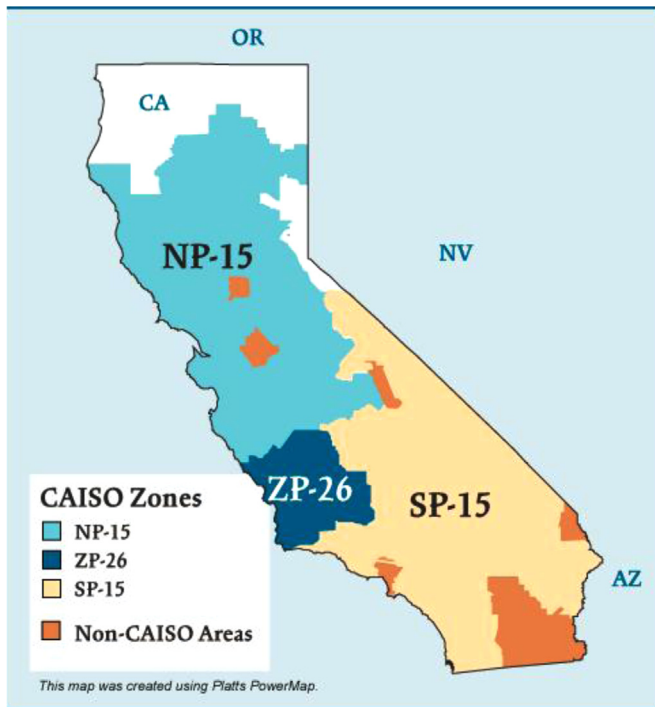 OR
CA
NV
NP-15
ZP-26
SP-15
AZ
CAISO Zones
NP-15
ZP-26
SP-15
Non-CAISO Areas
This map was created using Platts PowerMap.